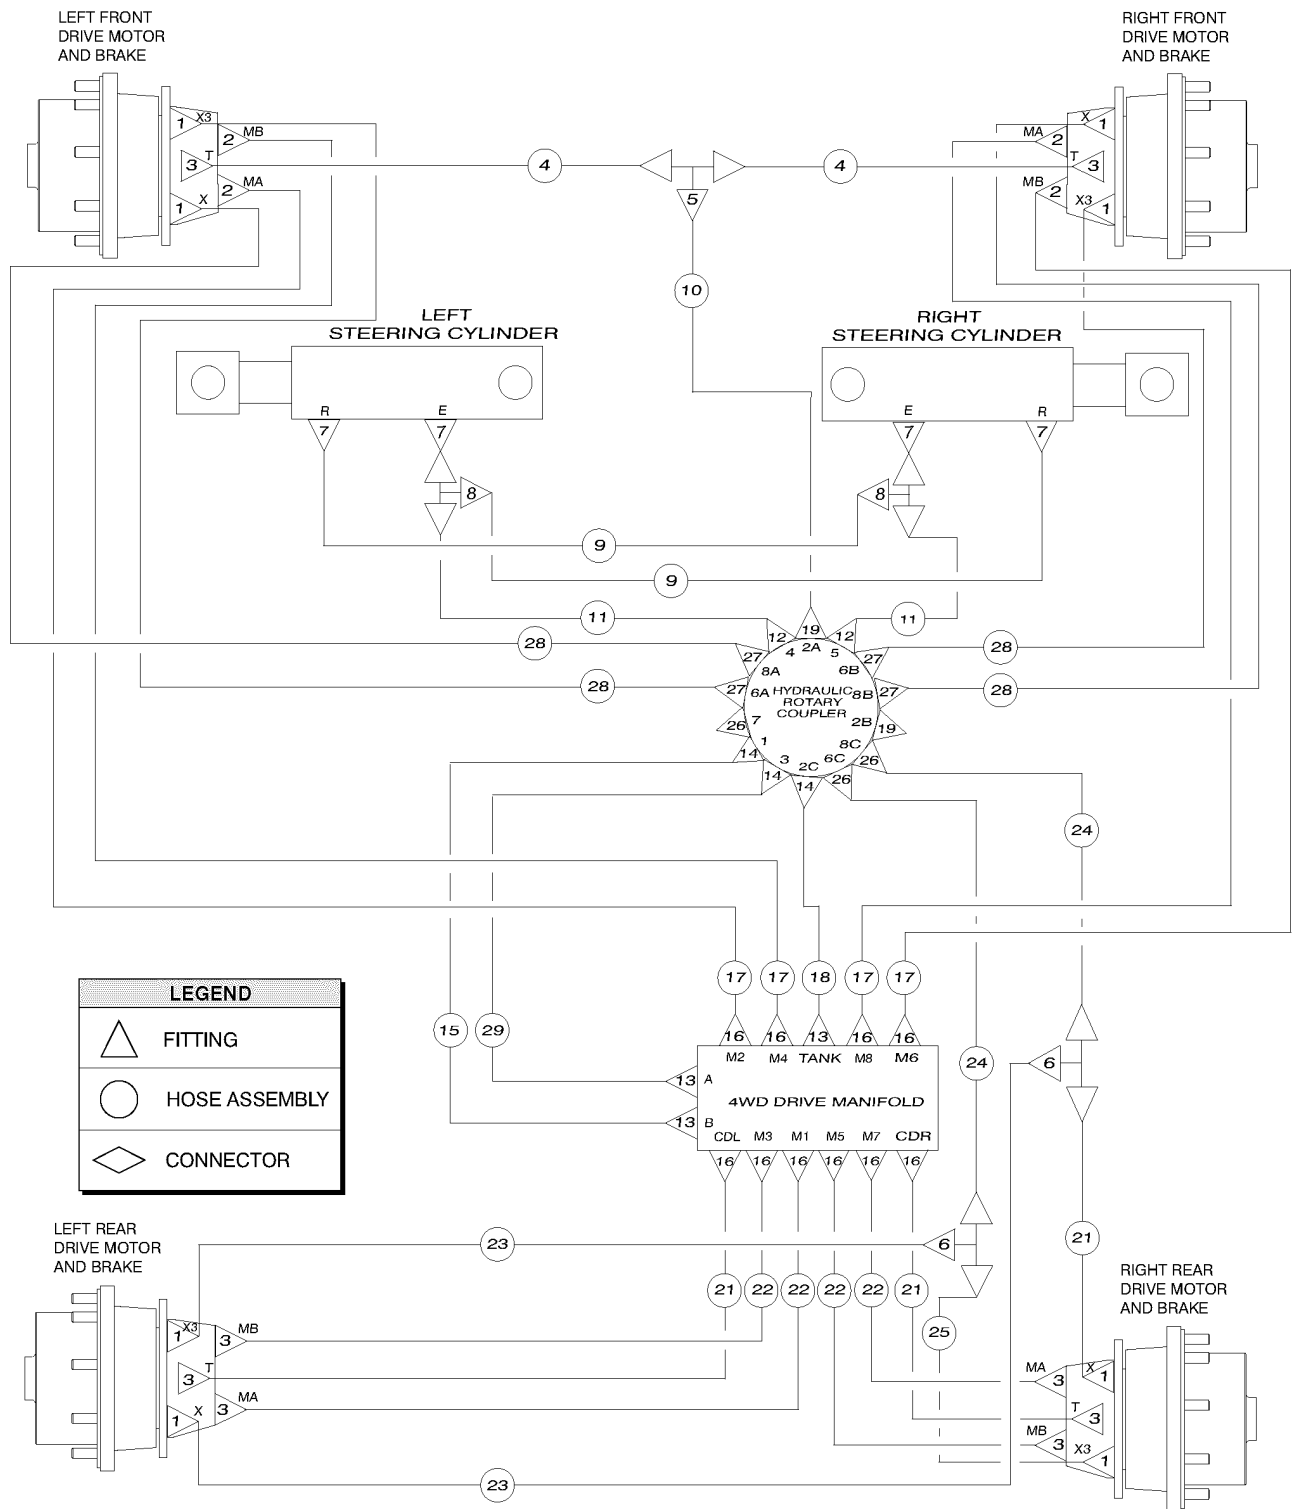 LEFT FRONT
DRIVE MOTOR
AND BRAKE
RIGHT FRONT
DRIVE MOTOR
AND BRAKE
1 X3
2 MB
3 T
2 MA
1 X
4
4
5
X 1
MA 2
T 3
MB 2
X3 1
10
LEFT
STEERING CYLINDER
RIGHT
STEERING CYLINDER
R
E
E
R
7
7
7
7
8
8
9
9
11
11
28
28
28
28
12
19
12
27
27
27
27
26
19
14
26
14
14
26
4
2A
5
8A
6B
6A
8B
7
2B
1
8C
3
2C
6C
HYDRAULIC
ROTARY
COUPLER
24
17
17
18
17
17
15
29
24
6
16
16
13
16
16
M2
M4
TANK
M8
M6
13
A
13
B
4WD DRIVE MANIFOLD
CDL
M3
M1
M5
M7
CDR
16
16
16
16
16
16
LEGEND
FITTING
HOSE ASSEMBLY
CONNECTOR
LEFT REAR
DRIVE MOTOR
AND BRAKE
23
6
21
21
22
22
22
22
21
25
RIGHT REAR
DRIVE MOTOR
AND BRAKE
1 X3
3 MB
3 T
3 MA
1 X
MA 3
X 1
T 3
MB 3
X3 1
23